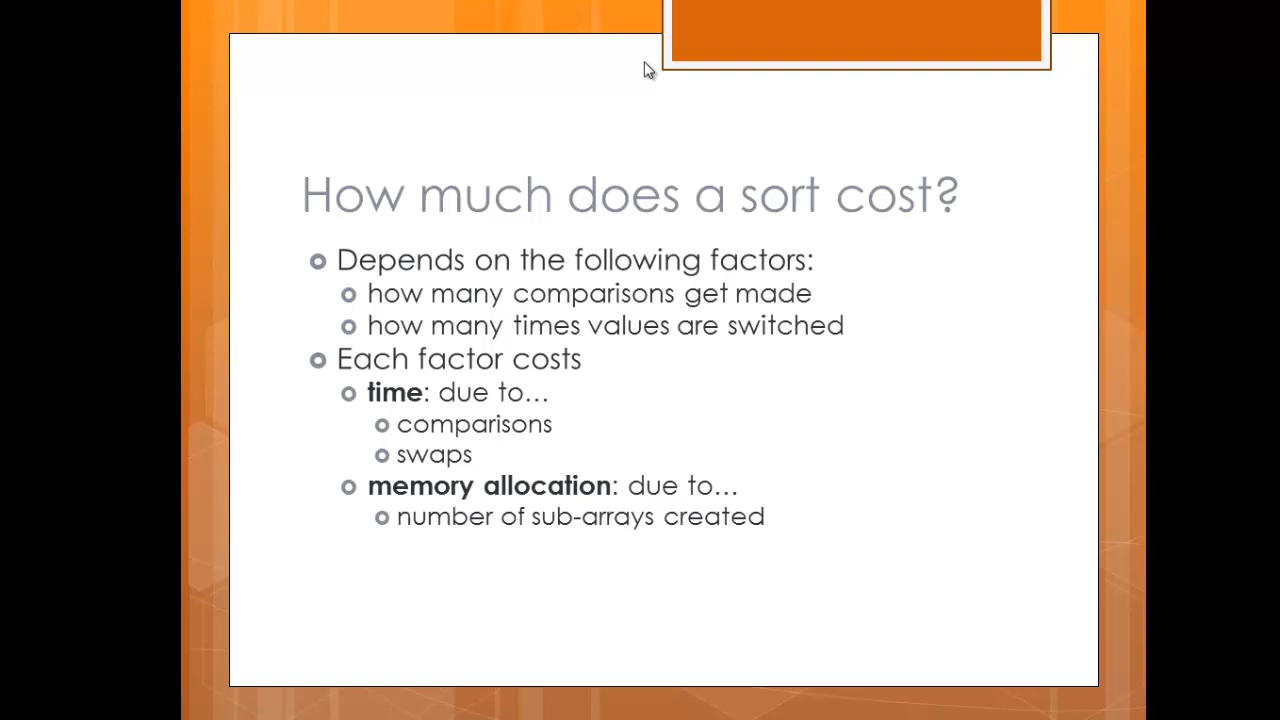 How much does a sort cost?
Depends on the following factors:
how many comparisons get made
how many times values are switched
Each factor costs
time: due to…
comparisons
swaps
memory allocation: due to…
number of sub-arrays created